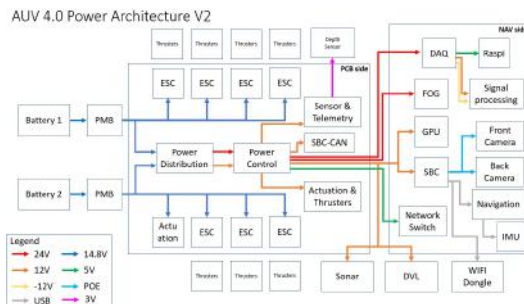 AUV 4.0 Power Architecture V2
NAV side
Thrusters
Thrusters
Thrusters
Thrusters
Depth
Sensor
PCB side
DAQ
Raspi
ESC
ESC
ESC
ESC
FOG
Signal
processing
Sensor &
Telemetry
Battery 1
PMB
SBC-CAN
GPU
Front
Camera
Power
Distribution
Power
Control
SBC
Back
Camera
Battery 2
PMB
Actuation &
Thrusters
Navigation
Network
Switch
Actu
ation
ESC
ESC
ESC
IMU
Legend
24V
14.8V
12V
5V
-12V
POE
USB
3V
Thrusters
Thrusters
Thrusters
Sonar
DVL
WIFI
Dongle